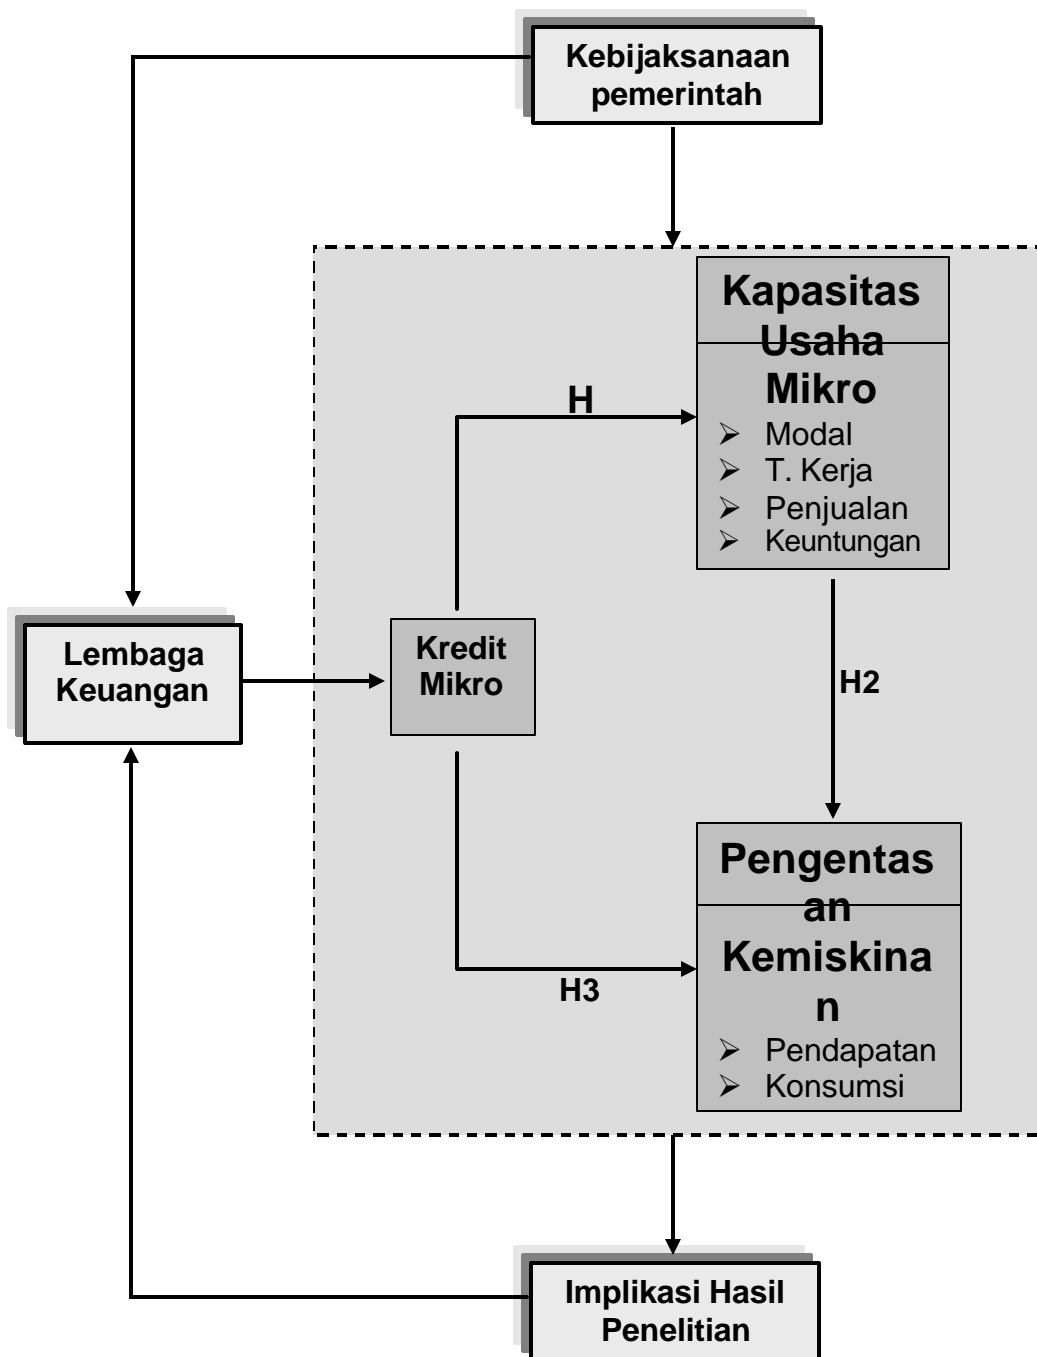 Kebijaksanaan
pemerintah
Kapasitas
Usaha
Mikro
➢ Modal
➢ T. Kerja
➢ Penjualan
➢ Keuntungan
H
Lembaga
Keuangan
Kredit
Mikro
H2
Pengentas
an
Kemiskina
n
➢ Pendapatan
➢ Konsumsi
H3
Implikasi Hasil
Penelitian